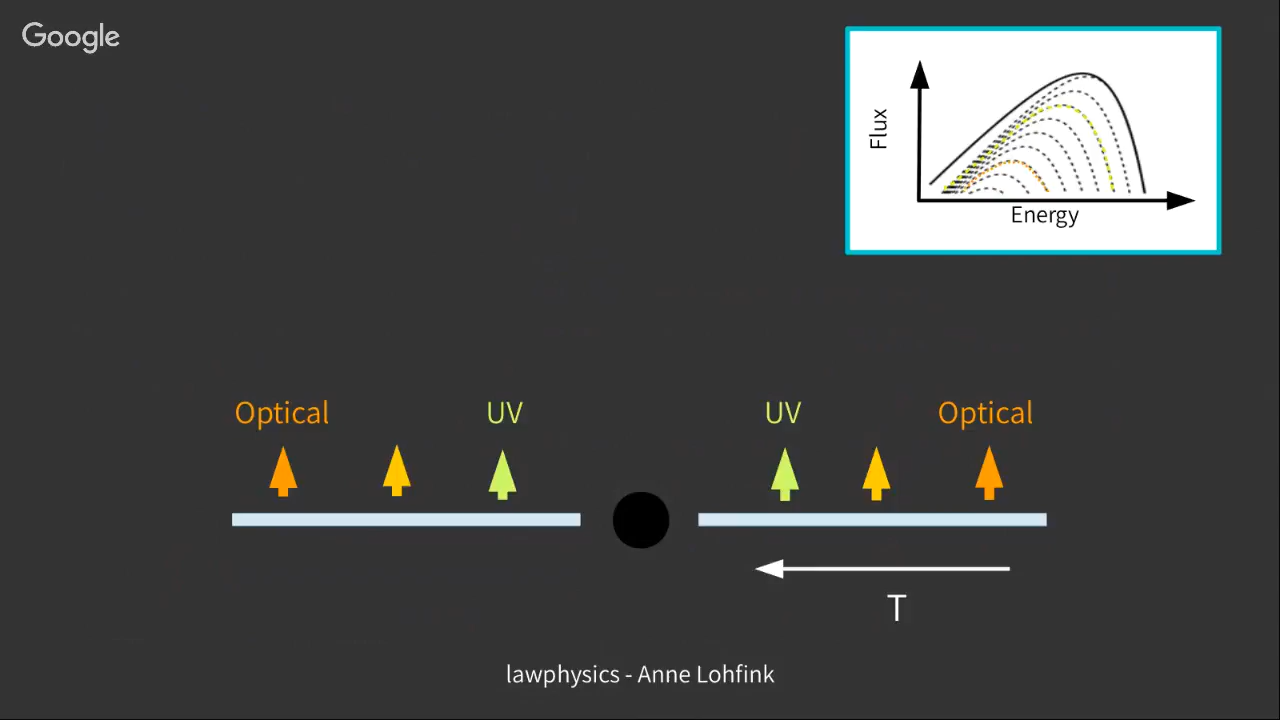 Google
Flux
Energy
Optical
UV
UV
Optical
T
lawphysics - Anne Lohfink